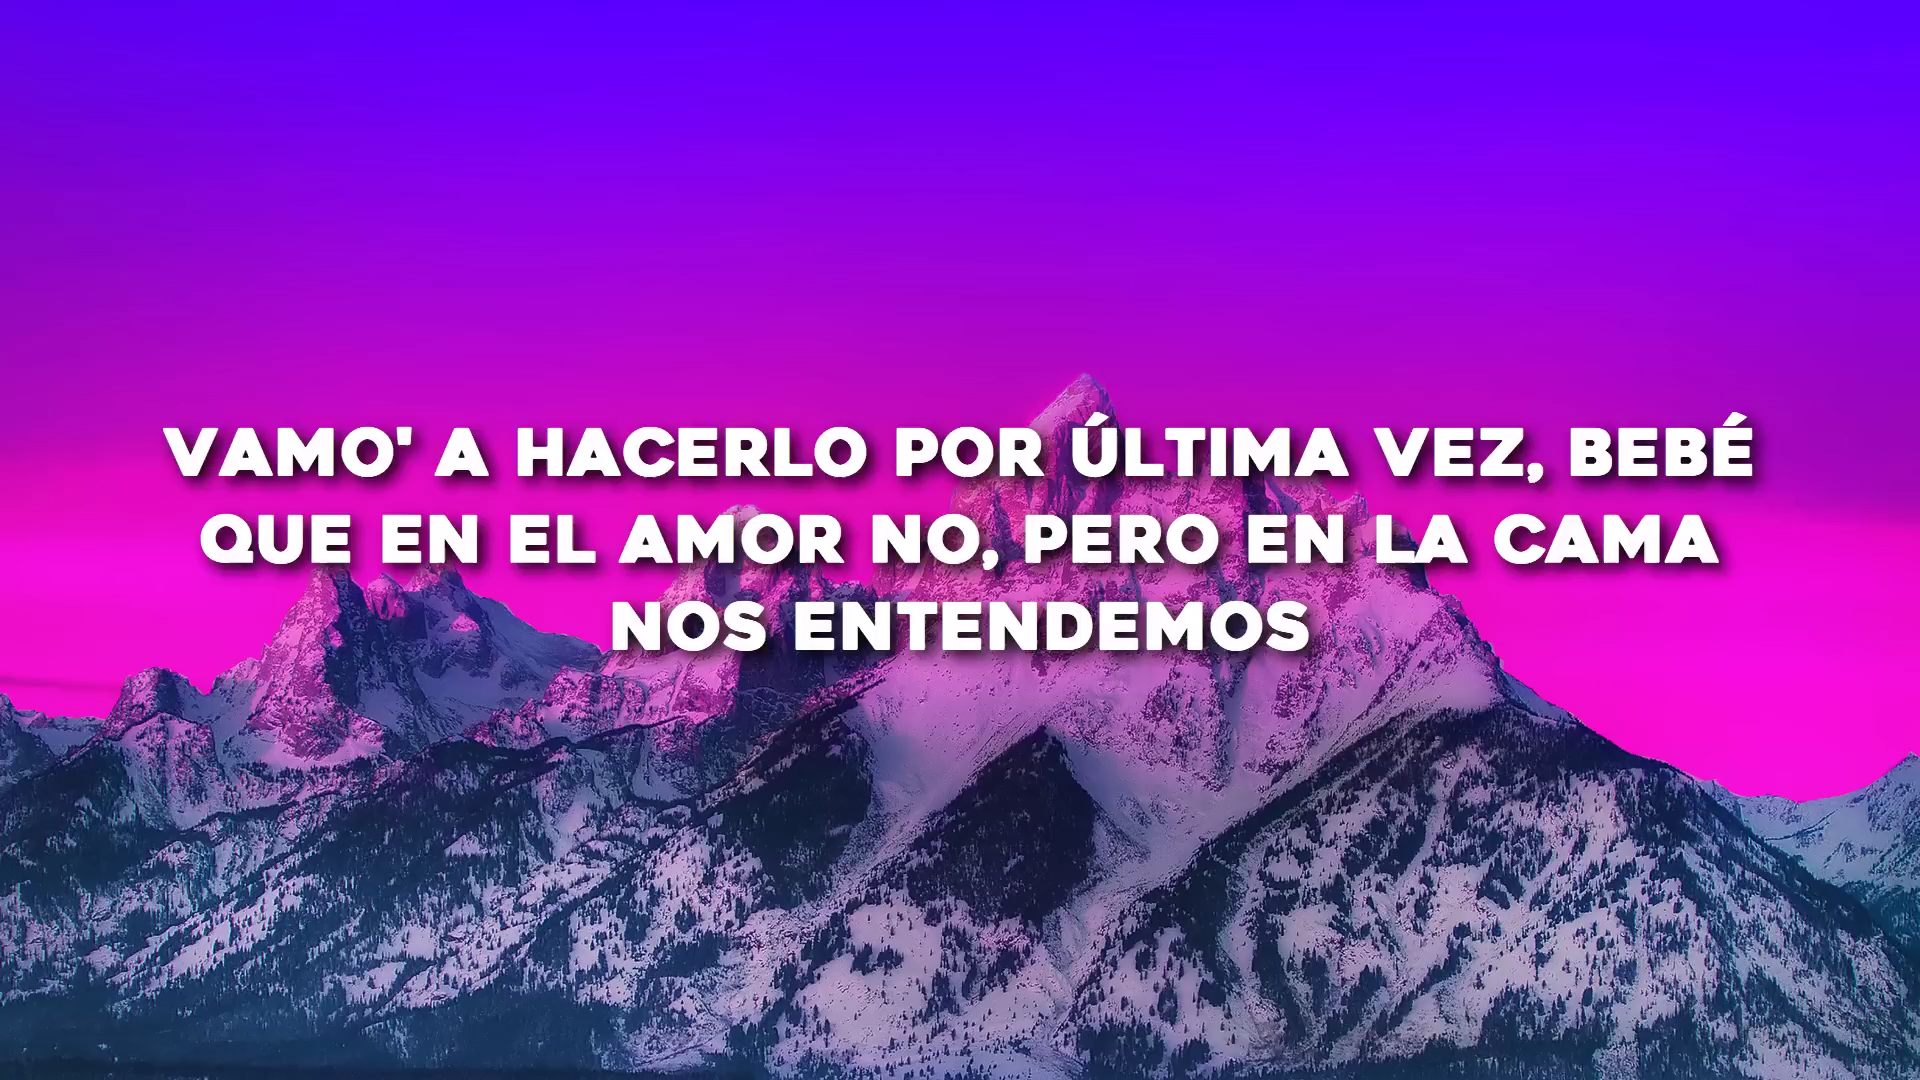 VAMO' A HACERLO POR ÚLTIMA VEZ, BEBÉ
QUE EN EL AMOR NO, PERO EN LA CAMA
NOS ENTENDEMOS